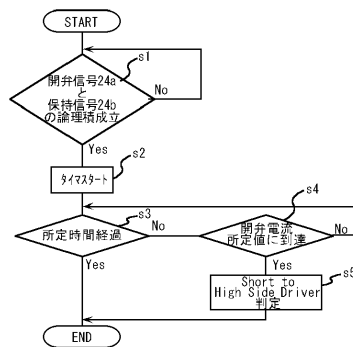 START
s1
開弁信号24a
と
保持信号24b
の論理積成立
No
Yes
s2
タイマスタート
s3
s4
所定時間経過
No
開弁電流
所定値に到達
No
Yes
Yes
s5
Short to
High Side Driver
判定
END